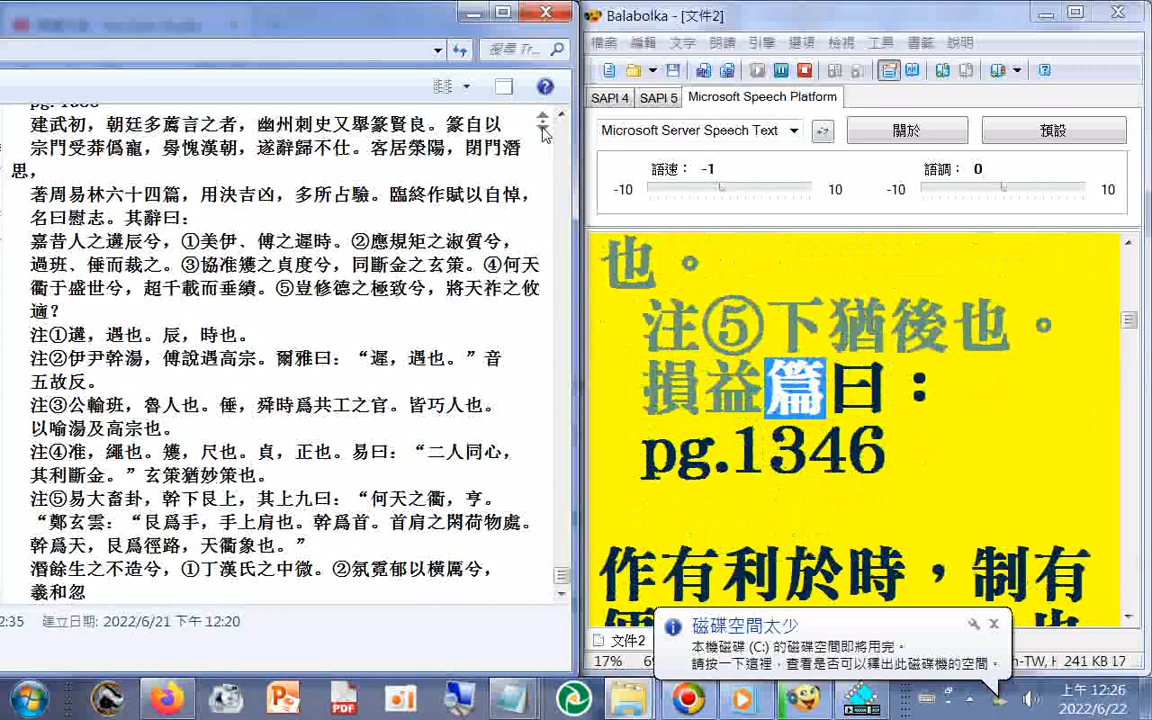 搜尋 Tr...
pg. 1336
建武初，朝廷多薦言之者，幽州刺史又舉篆賢良。篆自以
宗門受莽僞寵，㬥愧漢朝，遂辭歸不仕。客居滎陽，閉門潛
思，
著周易林六十四篇，用決吉凶，多所占驗。臨終作賦以自悼，
名曰慰志。其辭曰：
嘉昔人之遘辰兮，①美伊、傅之遻時。②應規矩之淑質兮，
過班、倕而裁之。③協准矱之貞度兮，同斷金之玄策。④何天
衢于盛世兮，超千載而垂績。⑤豈修德之極致兮，將天祚之攸
適？
注①遘，遇也。辰，時也。
注②伊尹幹湯，傅說遇高宗。爾雅曰：“遻，遇也。”音
五故反。
注③公輸班，魯人也。倕，舜時爲共工之官。皆巧人也。
以喻湯及高宗也。
注④准，繩也。矱，尺也。貞，正也。易曰：“二人同心，
其利斷金。”玄策猶妙策也。
注⑤易大畜卦，幹下艮上，其上九曰：“何天之衢，亨。
“鄭玄雲：“艮爲手，手上肩也。幹爲首。首肩之閑荷物處。
幹爲天，艮爲徑路，天衢象也。”
潛餘生之不造兮，①丁漢氏之中微。②氛霓郁以橫厲兮，
羲和忽
2:35 建立日期: 2022/6/21 下午 12:20
Balabolka - [文件2]
檔案 編輯 文字 朗讀 引擎 選項 檢視 工具 書籤 說明
SAPI 4 SAPI 5 Microsoft Speech Platform
Microsoft Server Speech Text 關於 預設
語速： -1 語調： 0
-10 10 -10 10
也。
注⑤下猶後也。
損益篇曰：
pg.1346
作有利於時，制有
磁碟空間太少
本機磁碟 (C:) 的磁碟空間即將用完。
請按一下這裡，查看是否可以釋出此磁碟機的空間。
文件2
17% 241 KB 17
上午 12:26
2022/6/22